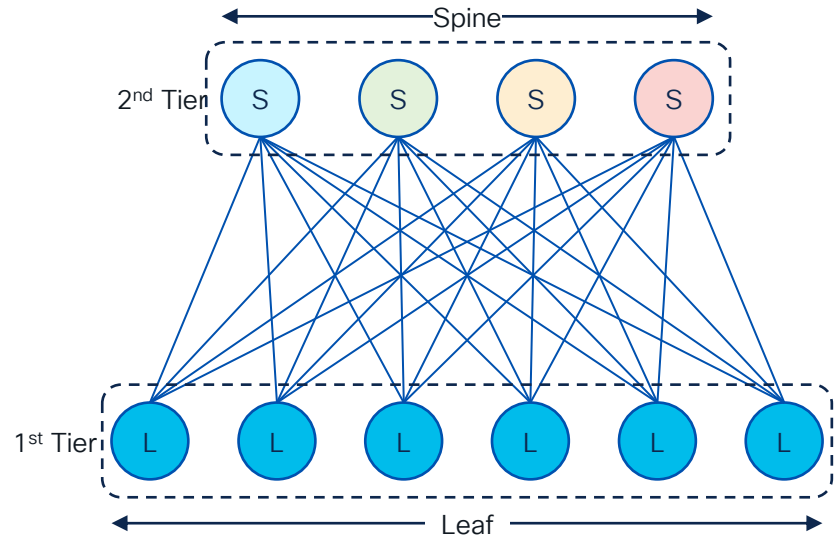 Spine
2nd Tier
S S S S
1st Tier
L L L L L L
Leaf